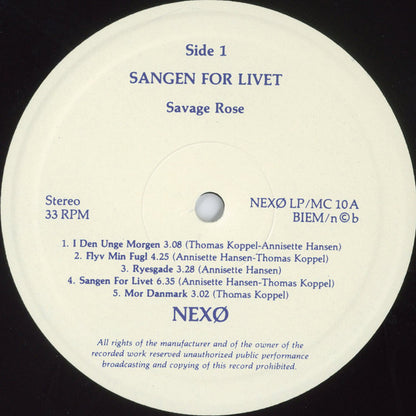 Side 1
SANGEN FOR LIVET
Savage Rose
Stereo
33 RPM
NEXØ LP/MC 10 A
BIEM/n©b
1. I Den Unge Morgen 3.08 (Thomas Koppel-Annisette Hansen)
2. Flyv Min Fugl 4.25 (Annisette Hansen-Thomas Koppel)
3. Ryesgade 3.28 (Annisette Hansen)
4. Sangen For Livet 6.35 (Annisette Hansen-Thomas Koppel)
5. Mor Danmark 3.02 (Thomas Koppel)
NEXØ
All rights of the manufacturer and of the owner of the
recorded work reserved unauthorized public performance
broadcasting and copying of this record prohibited.